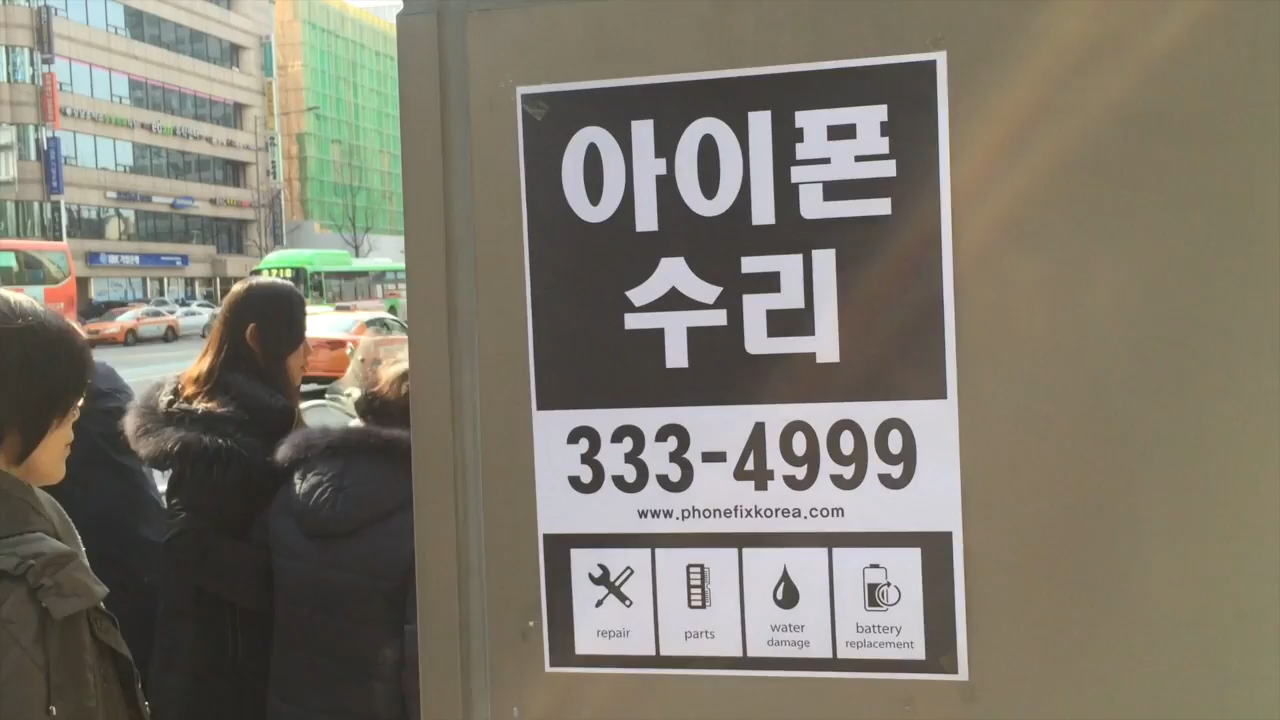 아이폰
수리
333-4999
www.phonefixkorea.com
repair
parts
water
damage
battery
replacement